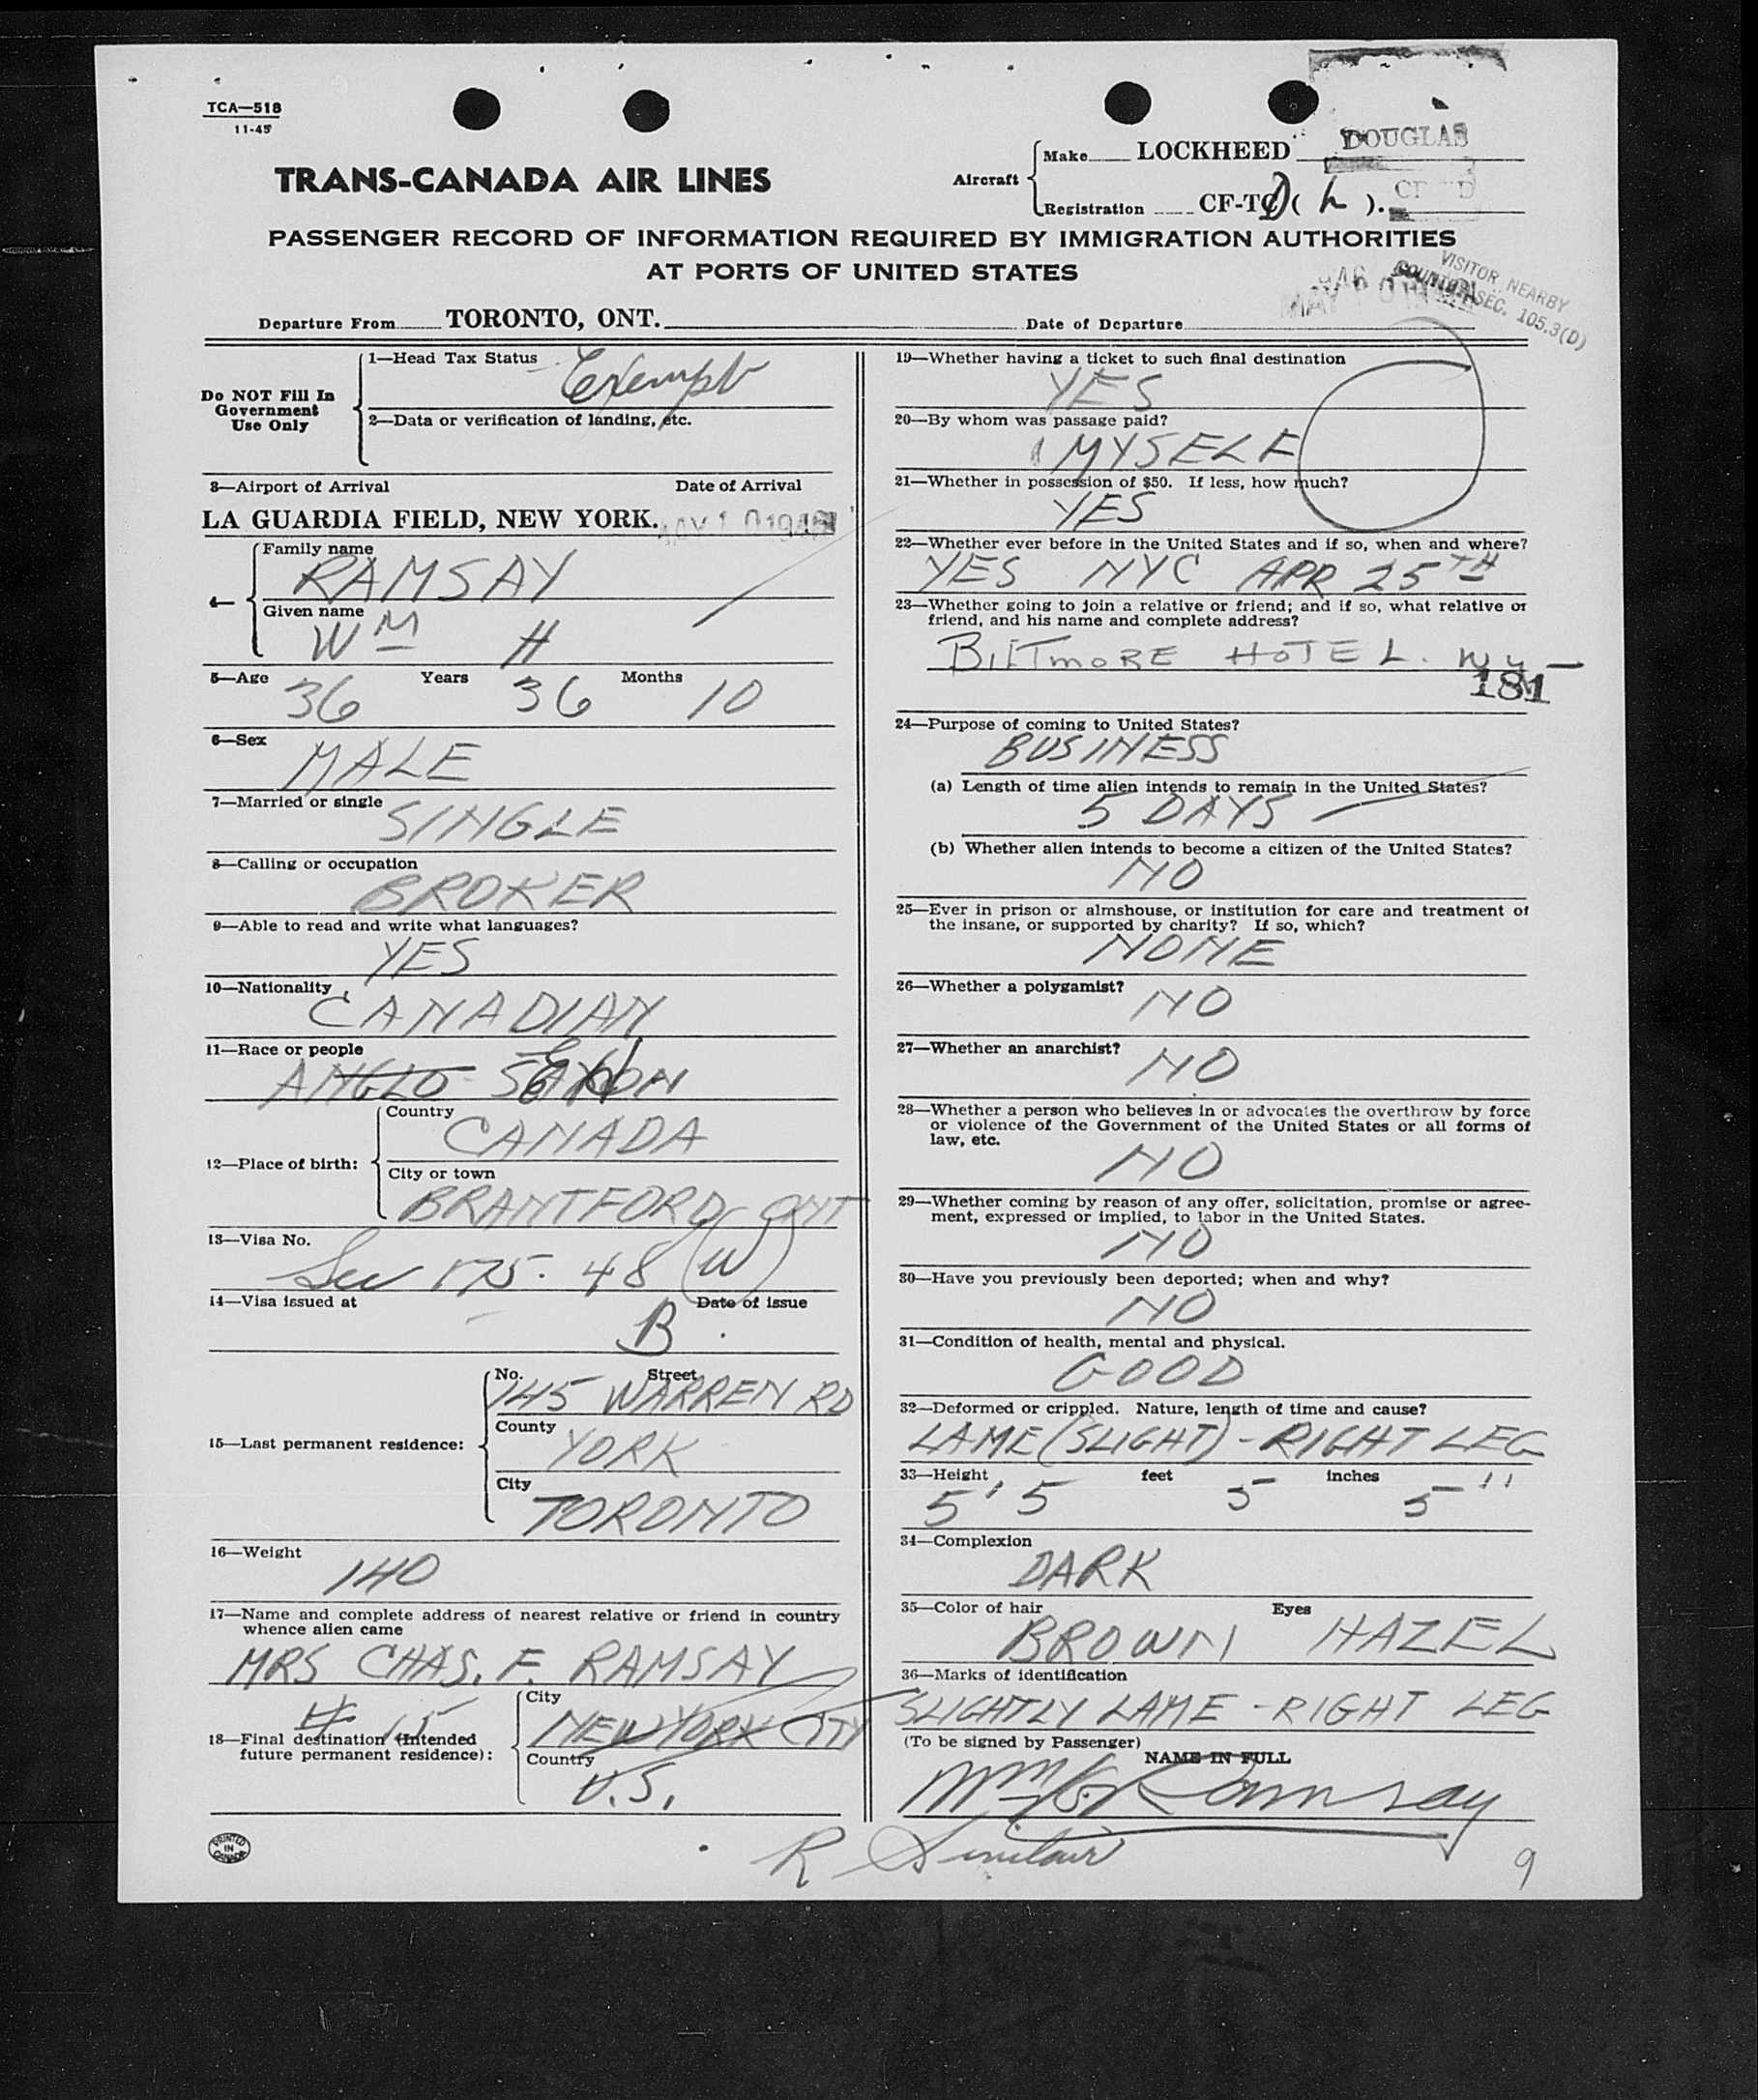 TCA—518
11-45
TRANS-CANADA AIR LINES
Aircraft
Make LOCKHEED DOUGLAS
Registration CF-TC D ( L ). CF D
PASSENGER RECORD OF INFORMATION REQUIRED BY IMMIGRATION AUTHORITIES
AT PORTS OF UNITED STATES
VISITOR NEARBY
COUNTRY SEC. 105.3(D)
Departure From TORONTO, ONT. Date of Departure MAY 10
Do NOT Fill In
Government
Use Only
1—Head Tax Status Exempt
2—Data or verification of landing, etc.
3—Airport of Arrival Date of Arrival
LA GUARDIA FIELD, NEW YORK. MAY 10 1946
4—
Family name
RAMSAY
Given name
WM H
5—Age Years Months
36 36 10
6—Sex
MALE
7—Married or single
SINGLE
8—Calling or occupation
BROKER
9—Able to read and write what languages?
YES
10—Nationality
CANADIAN
11—Race or people
ANGLO SAXON
12—Place of birth:
Country
CANADA
City or town
BRANTFORD ONT
13—Visa No.
Sec 175.48 (W)
14—Visa issued at Date of issue
B
15—Last permanent residence:
No. Street
145 WARREN RD
County
YORK
City
TORONTO
16—Weight
140
17—Name and complete address of nearest relative or friend in country
whence alien came
MRS CHAS. F. RAMSAY
# 15
18—Final destination (Intended
future permanent residence):
City
NEW YORK CITY
Country
U.S.
PRINTED
IN
CANADA
19—Whether having a ticket to such final destination
YES
20—By whom was passage paid?
MYSELF
21—Whether in possession of $50. If less, how much?
YES
22—Whether ever before in the United States and if so, when and where?
YES NYC APR 25TH
23—Whether going to join a relative or friend; and if so, what relative or
friend, and his name and complete address?
BILTMORE HOTEL. NY —
181
24—Purpose of coming to United States?
BUSINESS
(a) Length of time alien intends to remain in the United States?
5 DAYS
(b) Whether alien intends to become a citizen of the United States?
NO
25—Ever in prison or almshouse, or institution for care and treatment of
the insane, or supported by charity? If so, which?
NONE
26—Whether a polygamist?
NO
27—Whether an anarchist?
NO
28—Whether a person who believes in or advocates the overthrow by force
or violence of the Government of the United States or all forms of
law, etc.
NO
29—Whether coming by reason of any offer, solicitation, promise or agree-
ment, expressed or implied, to labor in the United States.
NO
30—Have you previously been deported; when and why?
NO
31—Condition of health, mental and physical.
GOOD
32—Deformed or crippled. Nature, length of time and cause?
LAME (SLIGHT) - RIGHT LEG
33—Height feet inches
5' 5 5 5"
34—Complexion
DARK
35—Color of hair Eyes
BROWN HAZEL
36—Marks of identification
SLIGHTLY LAME - RIGHT LEG
(To be signed by Passenger)
NAME IN FULL
Wm H Ramsay
R Sinclair
9